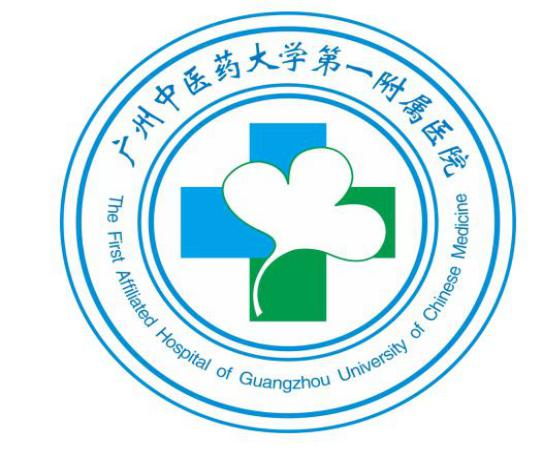 广州中医药大学第一附属医院
The First Affiliated Hospital of Guangzhou University of Chinese Medicine